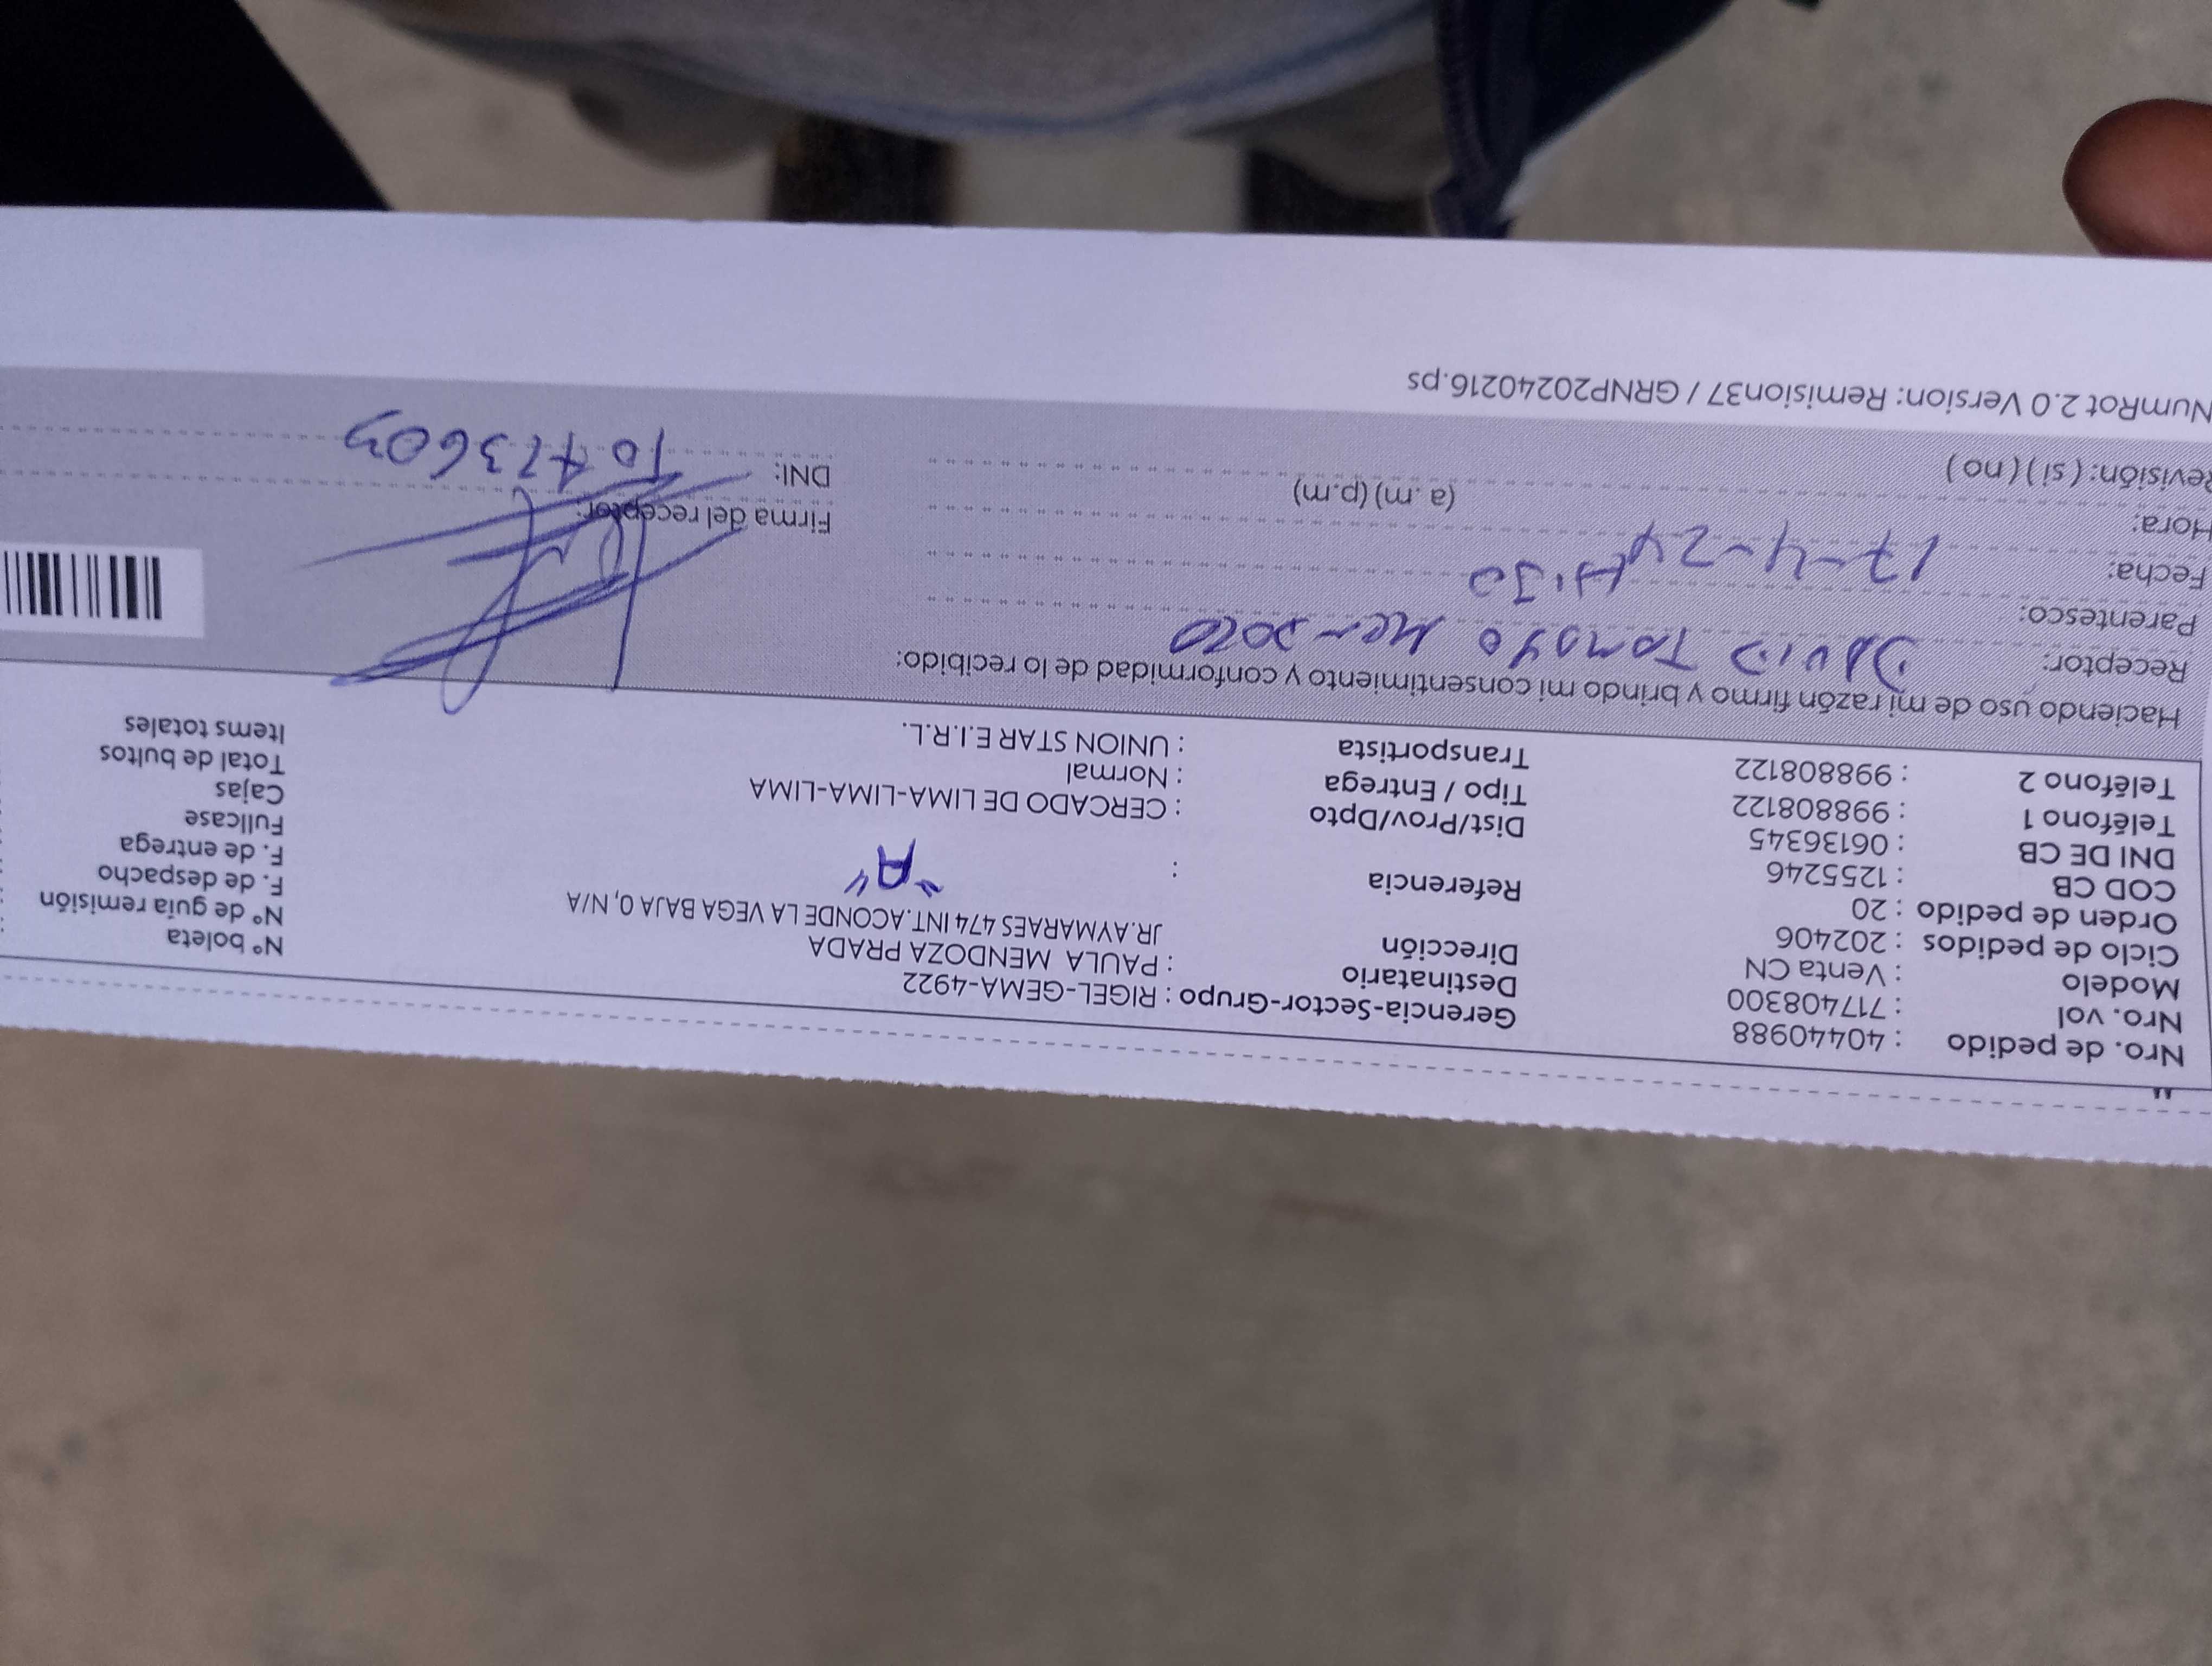 Nro. de pedido : 40440988 Gerencia-Sector-Grupo : RIGEL-GEMA-4922 N° boleta
Nro. vol : 717408300 Destinatario : PAULA MENDOZA PRADA N° de guía remisión
Modelo : Venta CN Dirección JR.AYMARAES 474 INT.ACONDE LA VEGA BAJA 0, N/A F. de despacho
Ciclo de pedidos : 202406 "A" F. de entrega
Orden de pedido : 20 Referencia : Fullcase
COD CB : 1255246 Dist/Prov/Dpto : CERCADO DE LIMA-LIMA-LIMA Cajas
DNI DE CB : 06136345 Tipo / Entrega : Normal Total de bultos
Teléfono 1 : 998808122 Transportista : UNION STAR E.I.R.L. Items totales
Teléfono 2 : 998808122
Haciendo uso de mi razón firmo y brindo mi consentimiento y conformidad de lo recibido:
Receptor: DAVID TAMAYO
Parentesco:
Fecha: 17-4-24
Hora: (a. m) (p.m) Firma del receptor:
Revisión: ( si ) ( no ) DNI:
NumRot 2.0 Version: Remision37 / GRNP20240216.ps